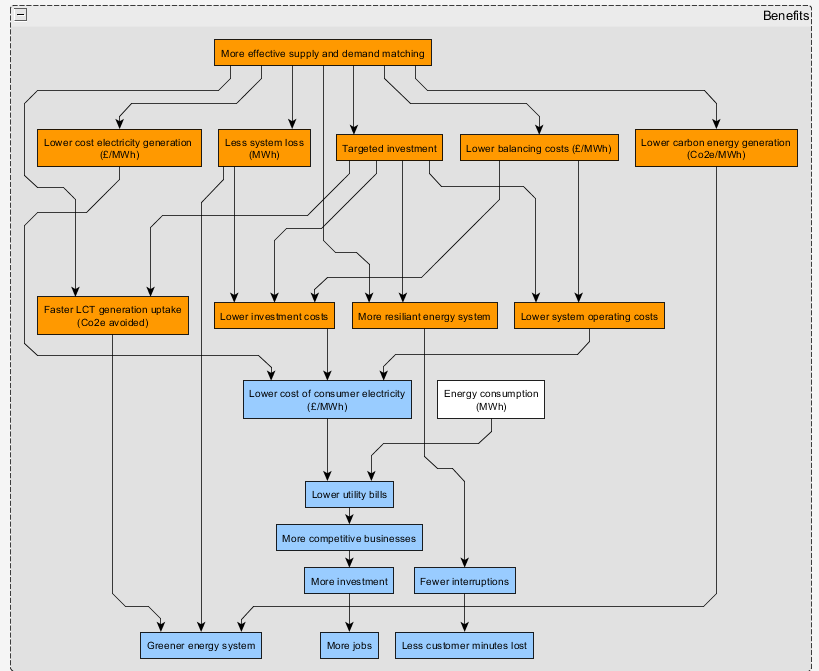 Benefits
More effective supply and demand matching
Lower cost electricity generation
(£/MWh)
Less system loss
(MWh)
Targeted investment
Lower balancing costs (£/MWh)
Lower carbon energy generation
(Co2e/MWh)
Faster LCT generation uptake
(Co2e avoided)
Lower investment costs
More resiliant energy system
Lower system operating costs
Lower cost of consumer electricity
(£/MWh)
Energy consumption
(MWh)
Lower utility bills
More competitive businesses
More investment
Fewer interruptions
Greener energy system
More jobs
Less customer minutes lost